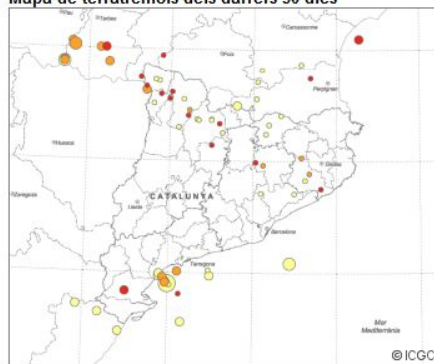 Mapa de terratrèmols dels darrers 30 dies
Pau
Tarbes
Carcassonne
Foix
Perpignan
Huesca
Girona
Zaragoza
CATALUNYA
Lleida
Barcelona
Tarragona
Mar
Mediterrània
©ICGC